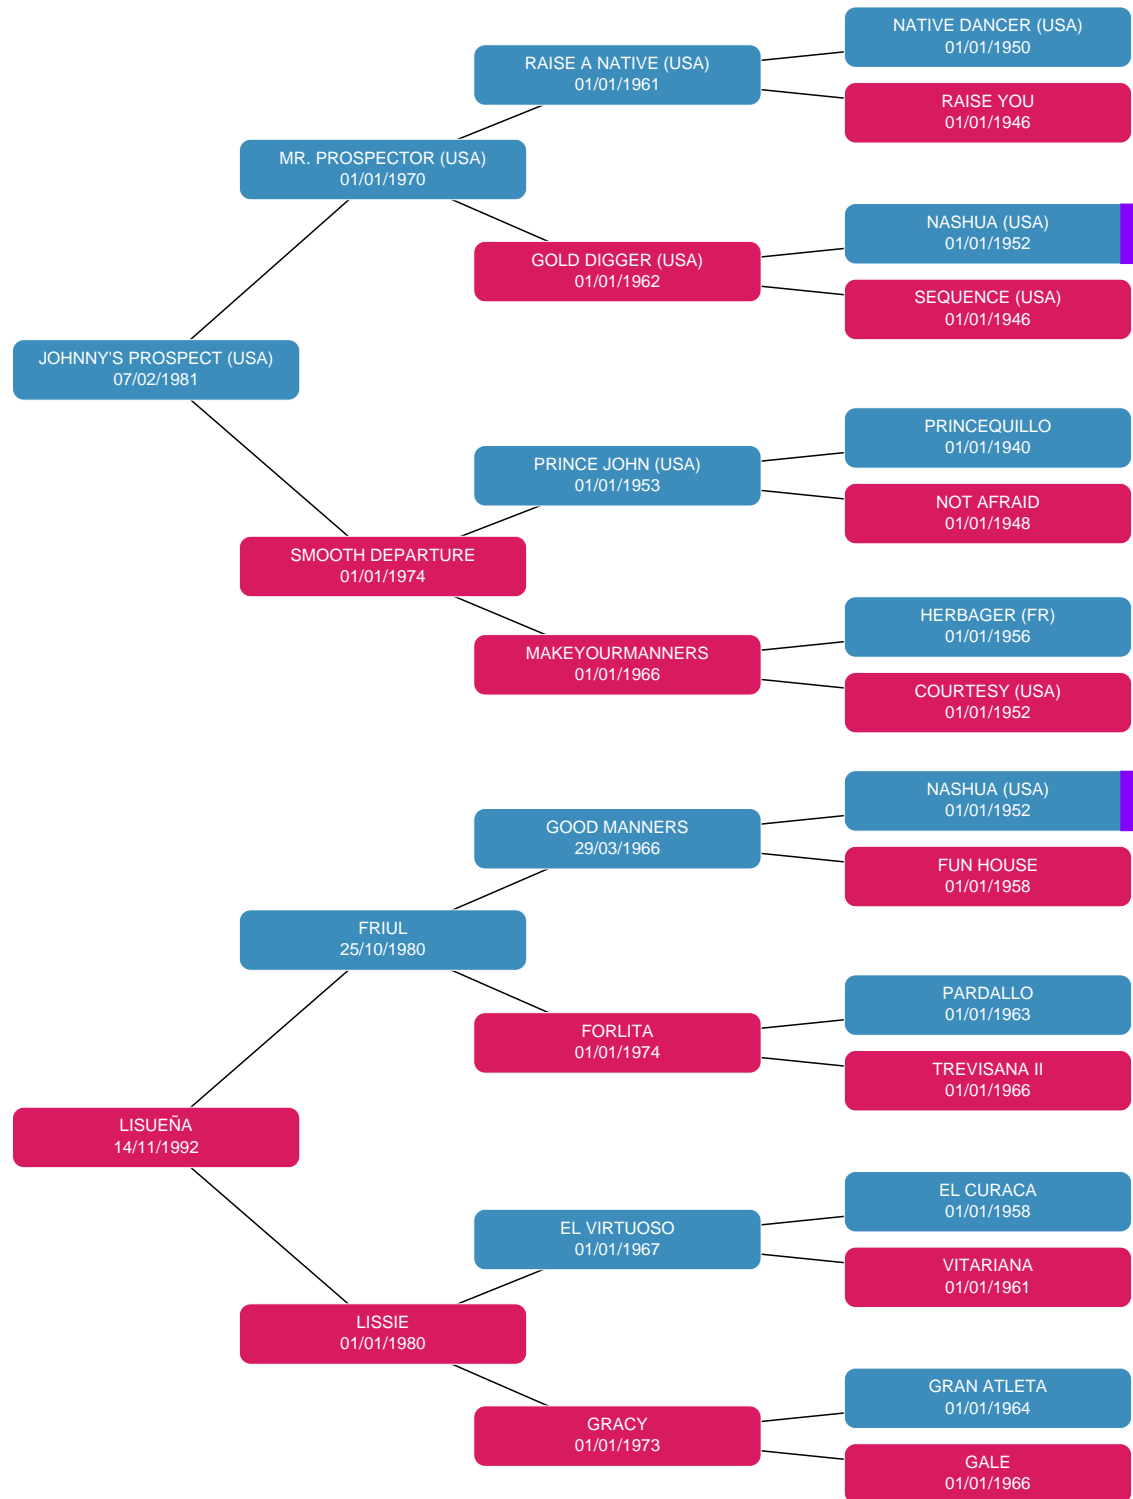 NATIVE DANCER (USA)
01/01/1950
RAISE A NATIVE (USA)
01/01/1961
RAISE YOU
01/01/1946
MR. PROSPECTOR (USA)
01/01/1970
NASHUA (USA)
01/01/1952
GOLD DIGGER (USA)
01/01/1962
SEQUENCE (USA)
01/01/1946
JOHNNY'S PROSPECT (USA)
07/02/1981
PRINCEQUILLO
01/01/1940
PRINCE JOHN (USA)
01/01/1953
NOT AFRAID
01/01/1948
SMOOTH DEPARTURE
01/01/1974
HERBAGER (FR)
01/01/1956
MAKEYOURMANNERS
01/01/1966
COURTESY (USA)
01/01/1952
NASHUA (USA)
01/01/1952
GOOD MANNERS
29/03/1966
FUN HOUSE
01/01/1958
FRIUL
25/10/1980
PARDALLO
01/01/1963
FORLITA
01/01/1974
TREVISANA II
01/01/1966
LISUEÑA
14/11/1992
EL CURACA
01/01/1958
EL VIRTUOSO
01/01/1967
VITARIANA
01/01/1961
LISSIE
01/01/1980
GRAN ATLETA
01/01/1964
GRACY
01/01/1973
GALE
01/01/1966